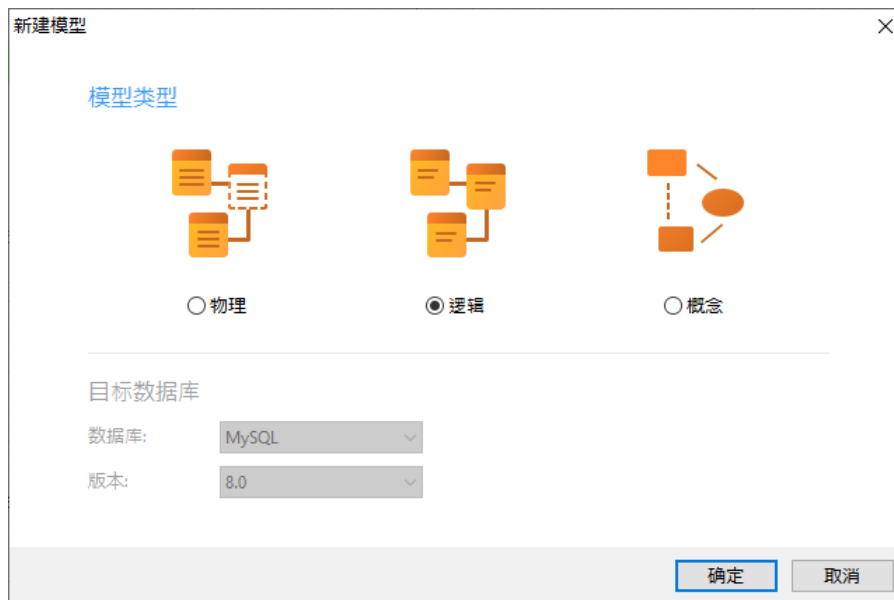 新建模型
模型类型
物理 逻辑 概念
目标数据库
数据库: MySQL
版本: 8.0
确定 取消